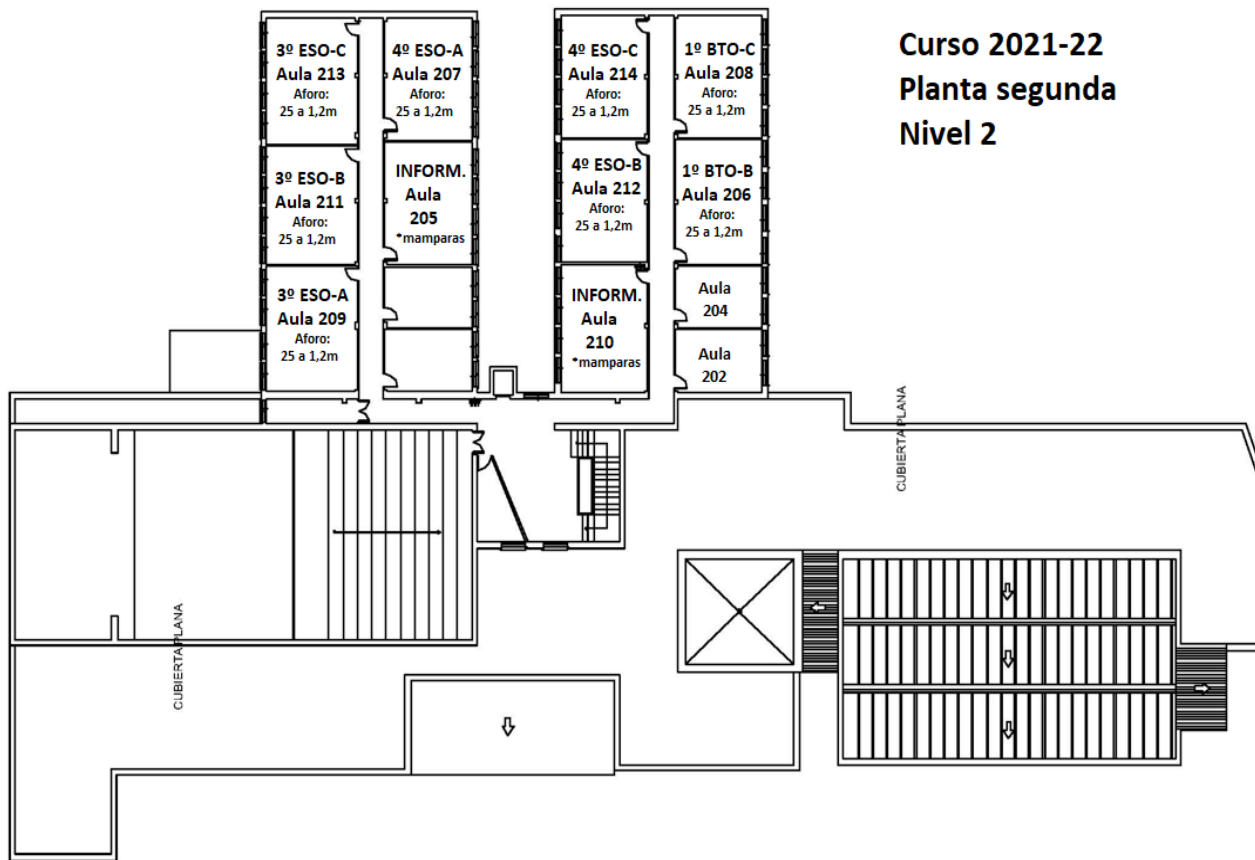 Curso 2021-22
Planta segunda
Nivel 2
3º ESO-C
Aula 213
Aforo:
25 a 1,2m
4º ESO-A
Aula 207
Aforo:
25 a 1,2m
4º ESO-C
Aula 214
Aforo:
25 a 1,2m
1º BTO-C
Aula 208
Aforo:
25 a 1,2m
3º ESO-B
Aula 211
Aforo:
25 a 1,2m
INFORM.
Aula
205
*mamparas
4º ESO-B
Aula 212
Aforo:
25 a 1,2m
1º BTO-B
Aula 206
Aforo:
25 a 1,2m
3º ESO-A
Aula 209
Aforo:
25 a 1,2m
INFORM.
Aula
210
*mamparas
Aula
204
Aula
202
CUBIERTA PLANA
CUBIERTA PLANA